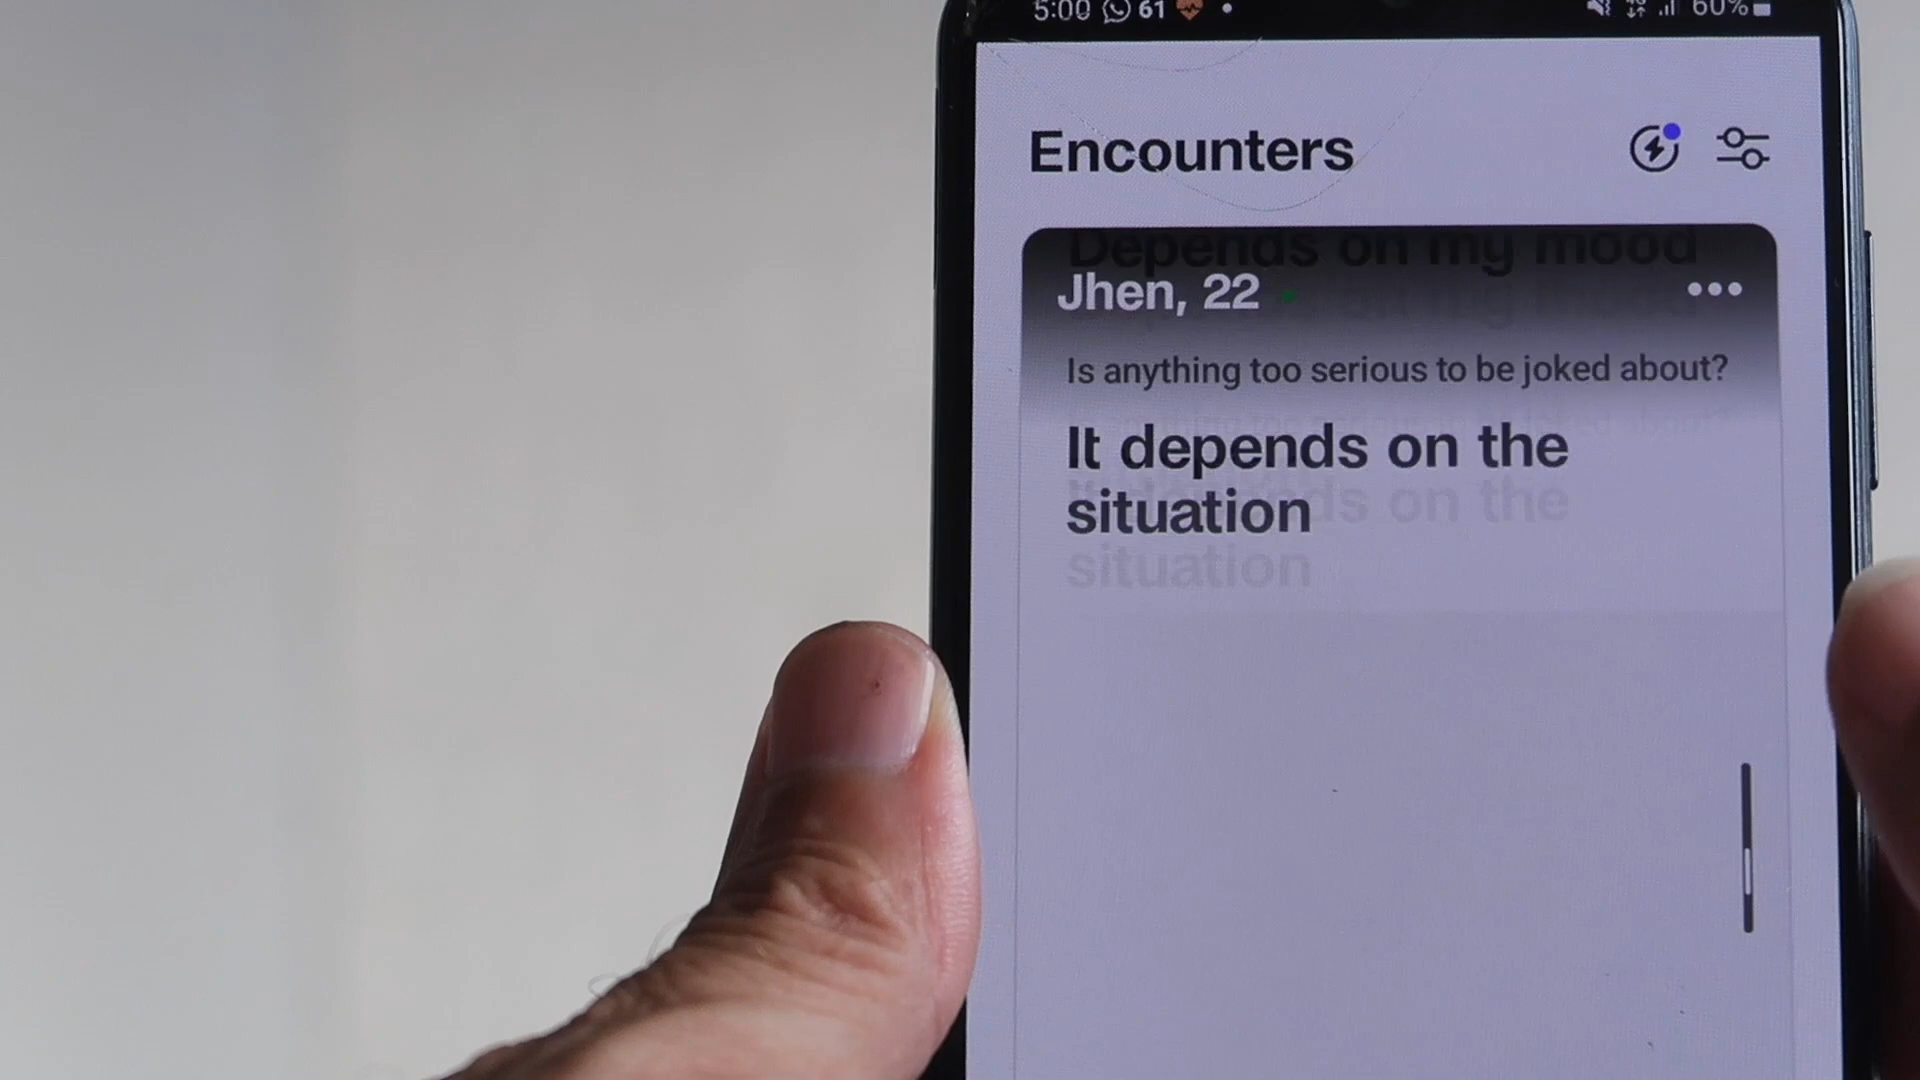 5:00 61 60%
Encounters
Depends on my mood
Jhen, 22
Is anything too serious to be joked about?
It depends on the
situation